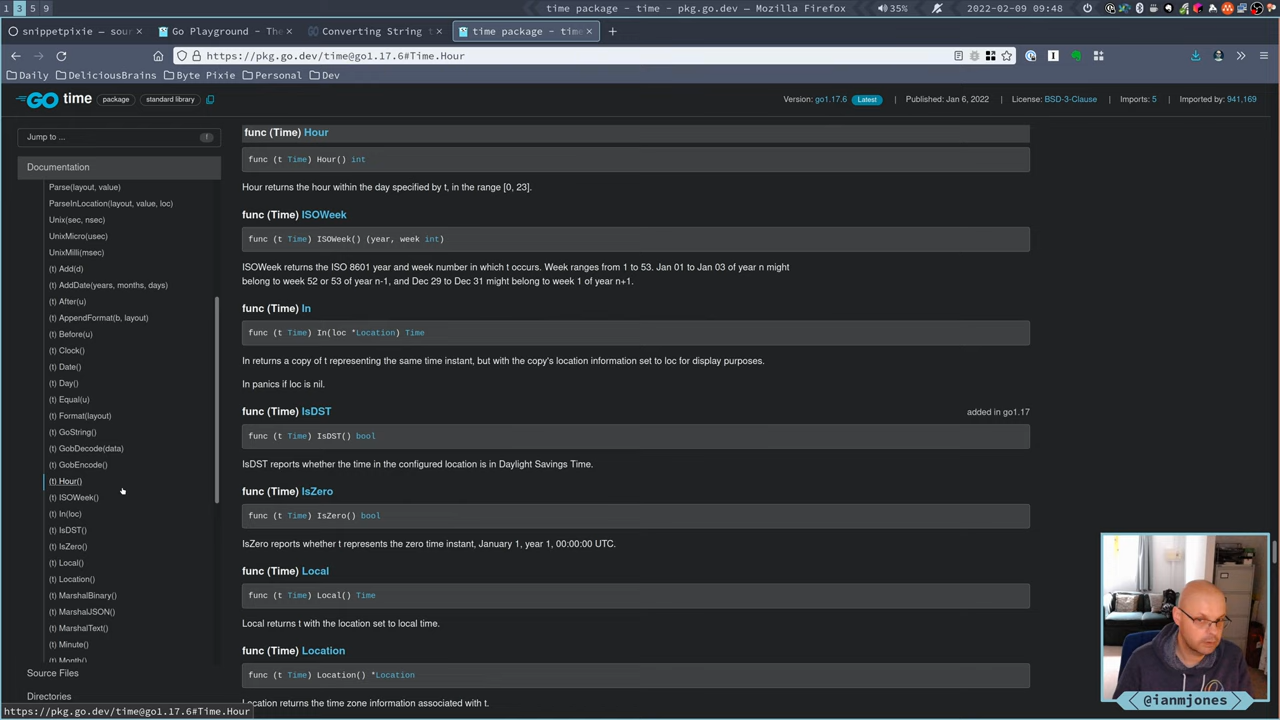 1 3 5 9
time package - time - pkg.go.dev — Mozilla Firefox
35%
2022-02-09 09:48
snippetpixie — sour
Go Playground - The
Converting String t
time package - time
https://pkg.go.dev/time@go1.17.6#Time.Hour
Daily
DeliciousBrains
Byte Pixie
Personal
Dev
GO time package standard library
Version: go1.17.6 Latest
Published: Jan 6, 2022
License: BSD-3-Clause
Imports: 5
Imported by: 941,169
Jump to ... f
Documentation
Parse(layout, value)
ParseInLocation(layout, value, loc)
Unix(sec, nsec)
UnixMicro(usec)
UnixMilli(msec)
(t) Add(d)
(t) AddDate(years, months, days)
(t) After(u)
(t) AppendFormat(b, layout)
(t) Before(u)
(t) Clock()
(t) Date()
(t) Day()
(t) Equal(u)
(t) Format(layout)
(t) GoString()
(t) GobDecode(data)
(t) GobEncode()
(t) Hour()
(t) ISOWeek()
(t) In(loc)
(t) IsDST()
(t) IsZero()
(t) Local()
(t) Location()
(t) MarshalBinary()
(t) MarshalJSON()
(t) MarshalText()
(t) Minute()
(t) Month()
Source Files
Directories
https://pkg.go.dev/time@go1.17.6#Time.Hour
func (Time) Hour
func (t Time) Hour() int
Hour returns the hour within the day specified by t, in the range [0, 23].
func (Time) ISOWeek
func (t Time) ISOWeek() (year, week int)
ISOWeek returns the ISO 8601 year and week number in which t occurs. Week ranges from 1 to 53. Jan 01 to Jan 03 of year n might
belong to week 52 or 53 of year n-1, and Dec 29 to Dec 31 might belong to week 1 of year n+1.
func (Time) In
func (t Time) In(loc *Location) Time
In returns a copy of t representing the same time instant, but with the copy's location information set to loc for display purposes.
In panics if loc is nil.
func (Time) IsDST
added in go1.17
func (t Time) IsDST() bool
IsDST reports whether the time in the configured location is in Daylight Savings Time.
func (Time) IsZero
func (t Time) IsZero() bool
IsZero reports whether t represents the zero time instant, January 1, year 1, 00:00:00 UTC.
func (Time) Local
func (t Time) Local() Time
Local returns t with the location set to local time.
func (Time) Location
func (t Time) Location() *Location
Location returns the time zone information associated with t.
@ianmjones